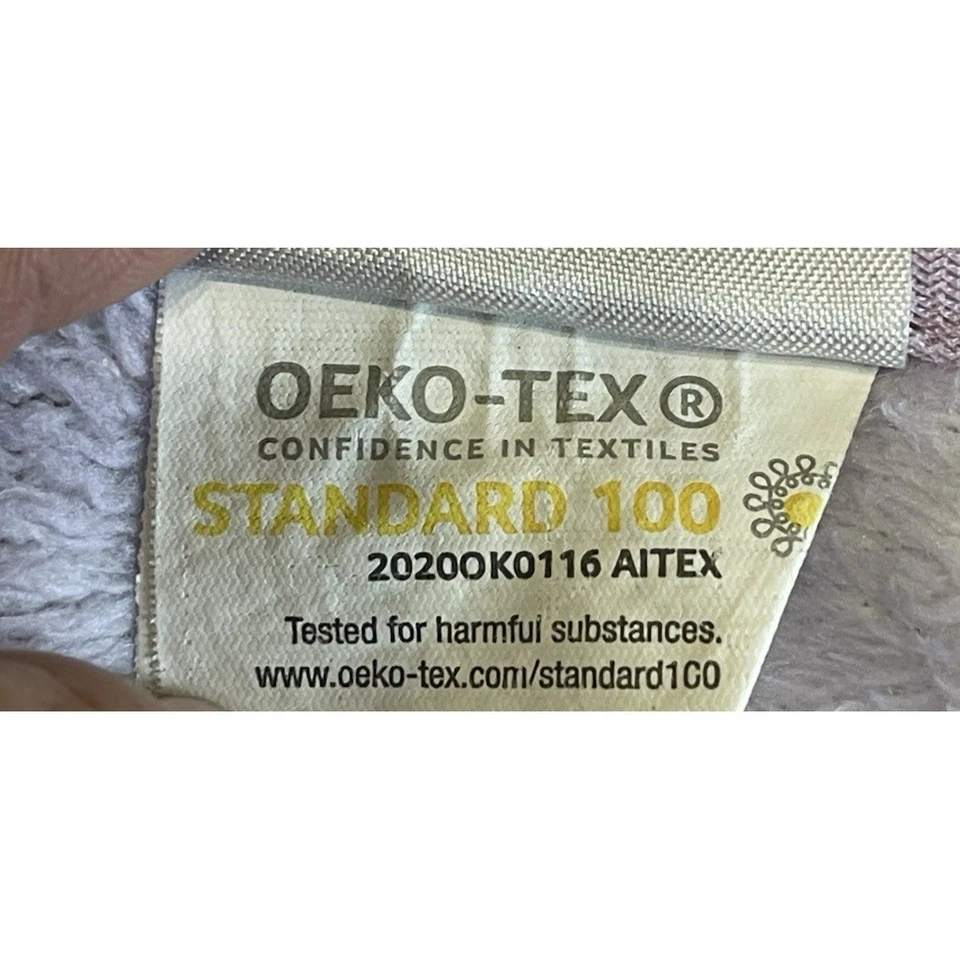 OEKO-TEX®
CONFIDENCE IN TEXTILES
STANDARD 100
2020OK0116 AITEX
Tested for harmful substances.
www.oeko-tex.com/standard100